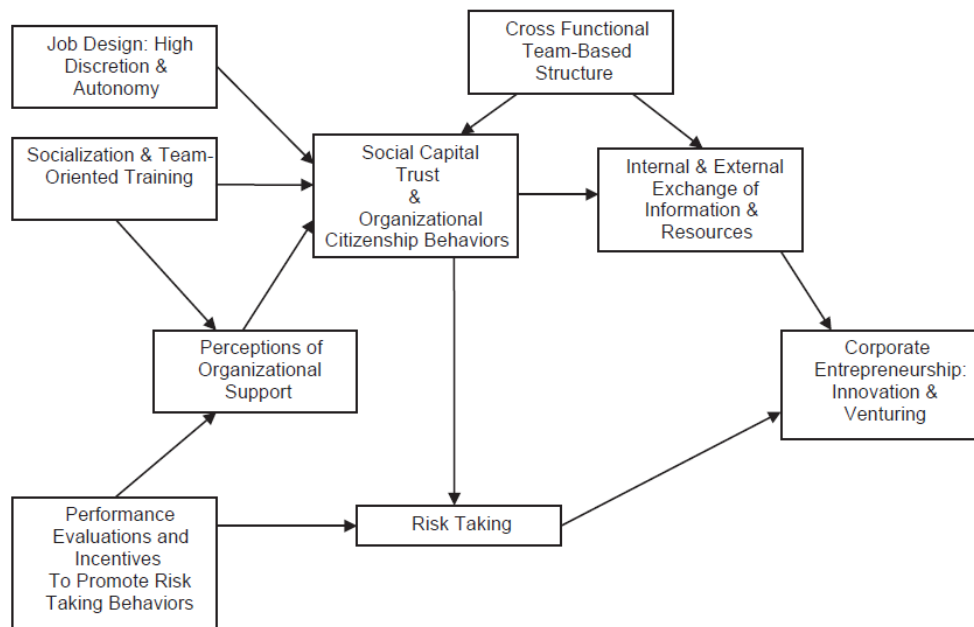 Job Design: High
Discretion &
Autonomy
Cross Functional
Team-Based
Structure
Socialization & Team-
Oriented Training
Social Capital
Trust
&
Organizational
Citizenship Behaviors
Internal & External
Exchange of
Information &
Resources
Perceptions of
Organizational
Support
Corporate
Entrepreneurship:
Innovation &
Venturing
Performance
Evaluations and
Incentives
To Promote Risk
Taking Behaviors
Risk Taking